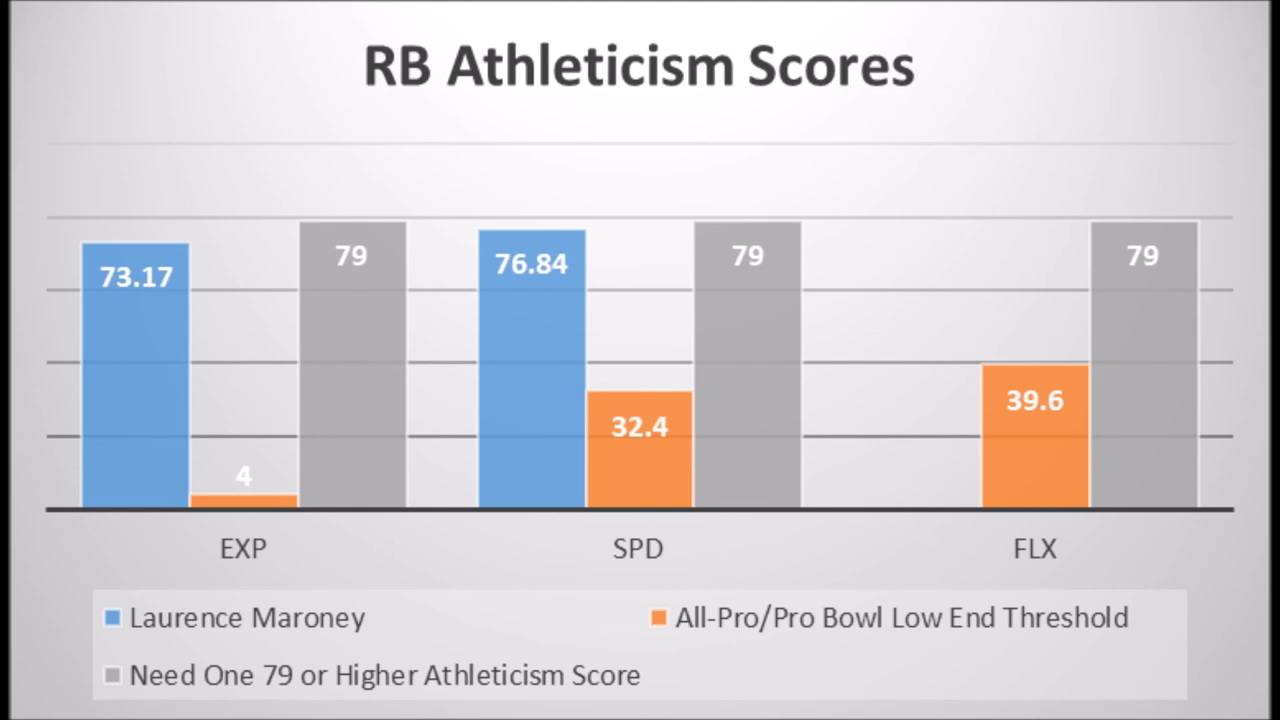 RB Athleticism Scores
73.17
4
79
76.84
32.4
79
39.6
79
EXP
SPD
FLX
Laurence Maroney
All-Pro/Pro Bowl Low End Threshold
Need One 79 or Higher Athleticism Score